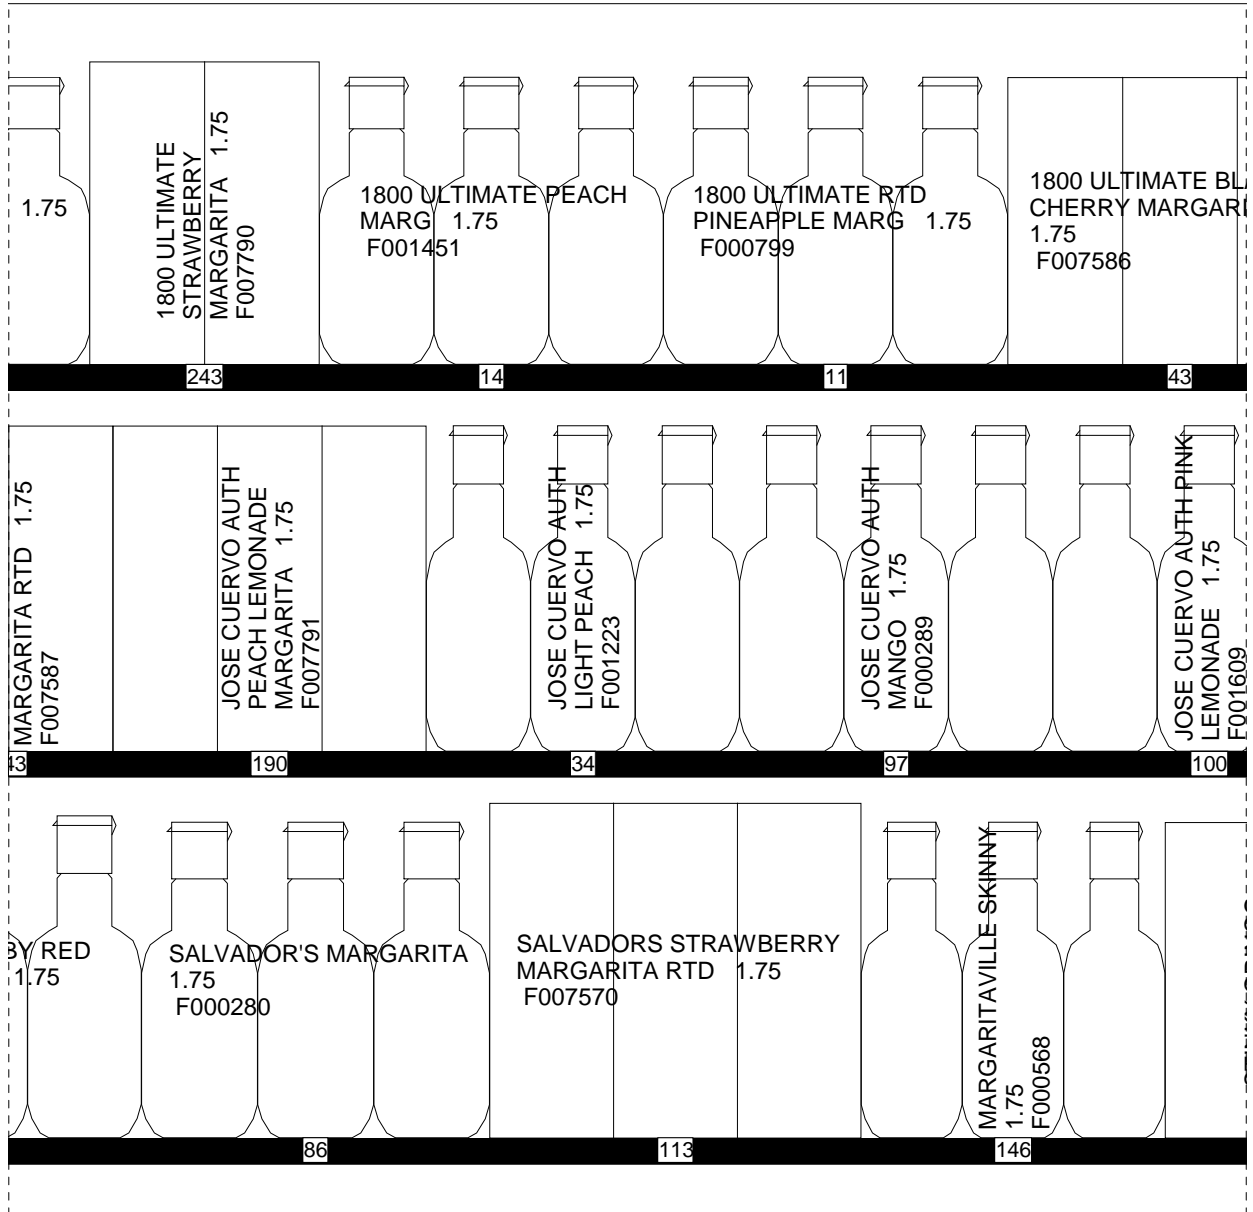 1.75
1800 ULTIMATE
STRAWBERRY
MARGARITA 1.75
F007790
1800 ULTIMATE PEACH
MARG 1.75
F001451
1800 ULTIMATE RTD
PINEAPPLE MARG 1.75
F000799
1800 ULTIMATE
CHERRY
1.75
F007586
243
14
11
43
MARGARITA RTD 1.75
F007587
JOSE CUERVO AUTH
PEACH LEMONADE
MARGARITA 1.75
F007791
JOSE CUERVO AUTH
LIGHT PEACH 1.75
F001223
JOSE CUERVO AUTH
MANGO 1.75
F000289
JOSE CUERVO AUTH PINK
LEMONADE 1.75
F001609
43
190
34
97
100
BY RED
1.75
SALVADOR'S MARGARITA
1.75
F000280
SALVADORS STRAWBERRY
MARGARITA RTD 1.75
F007570
MARGARITAVILLE SKINNY
1.75
F000568
86
113
146